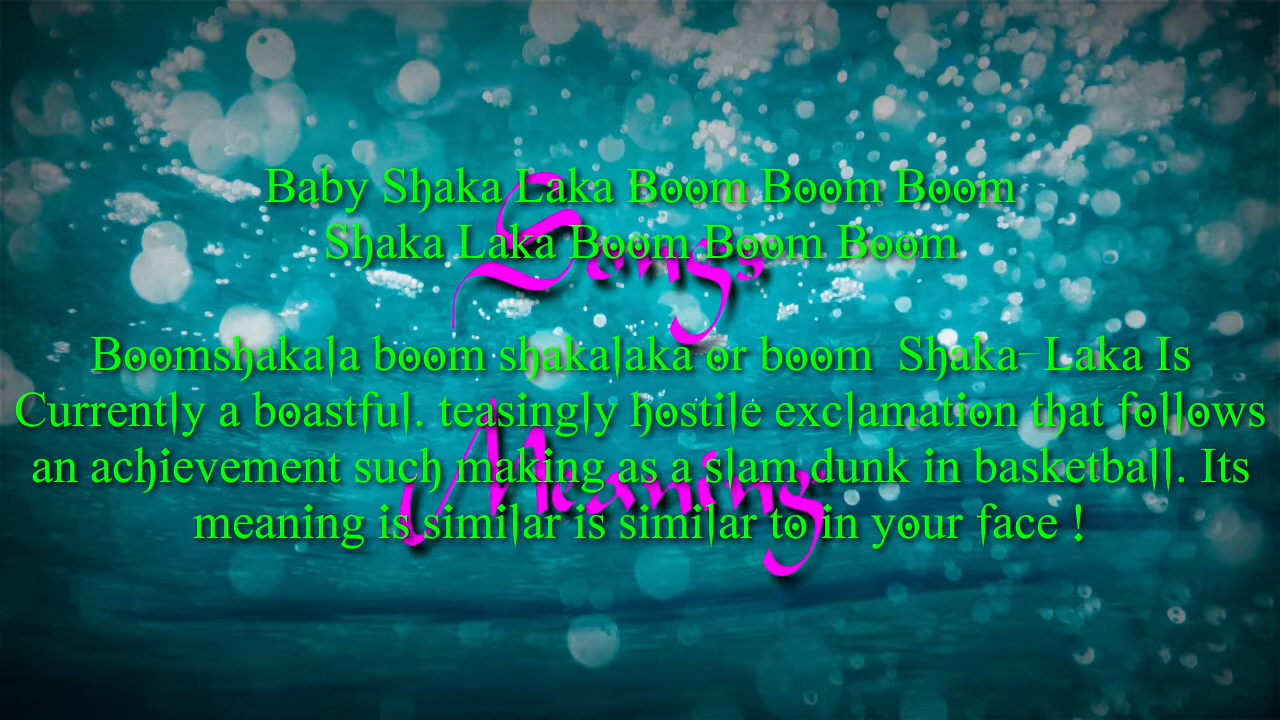 Baby Shaka Laka Boom Boom Boom
Shaka Laka Boom Boom Boom
Songs
Boomshakala boom shakalaka or boom  Shaka-Laka Is
Currently a boastful. teasingly hostile exclamation that follows
an achievement such making as a slam dunk in basketball. Its
meaning is similar is similar to in your face !
Meaning